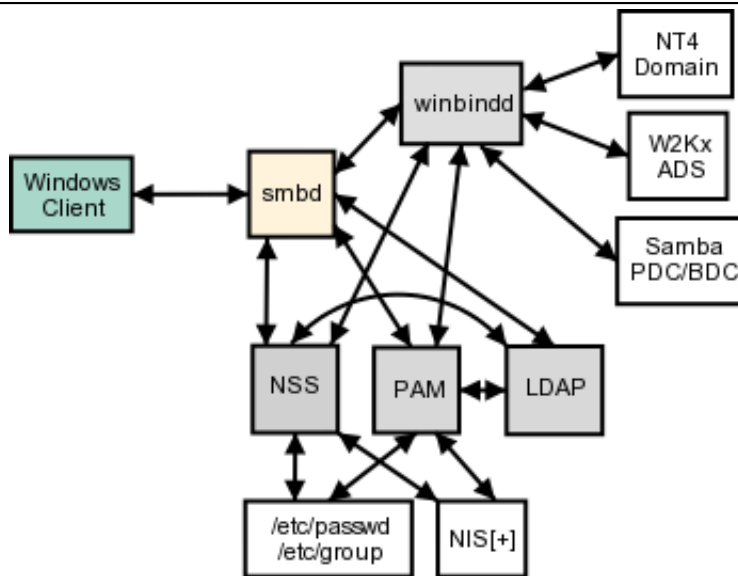 NT4
Domain
winbindd
W2Kx
ADS
Windows
Client
smbd
Samba
PDC/BDC
NSS
PAM
LDAP
/etc/passwd
/etc/group
NIS[+]